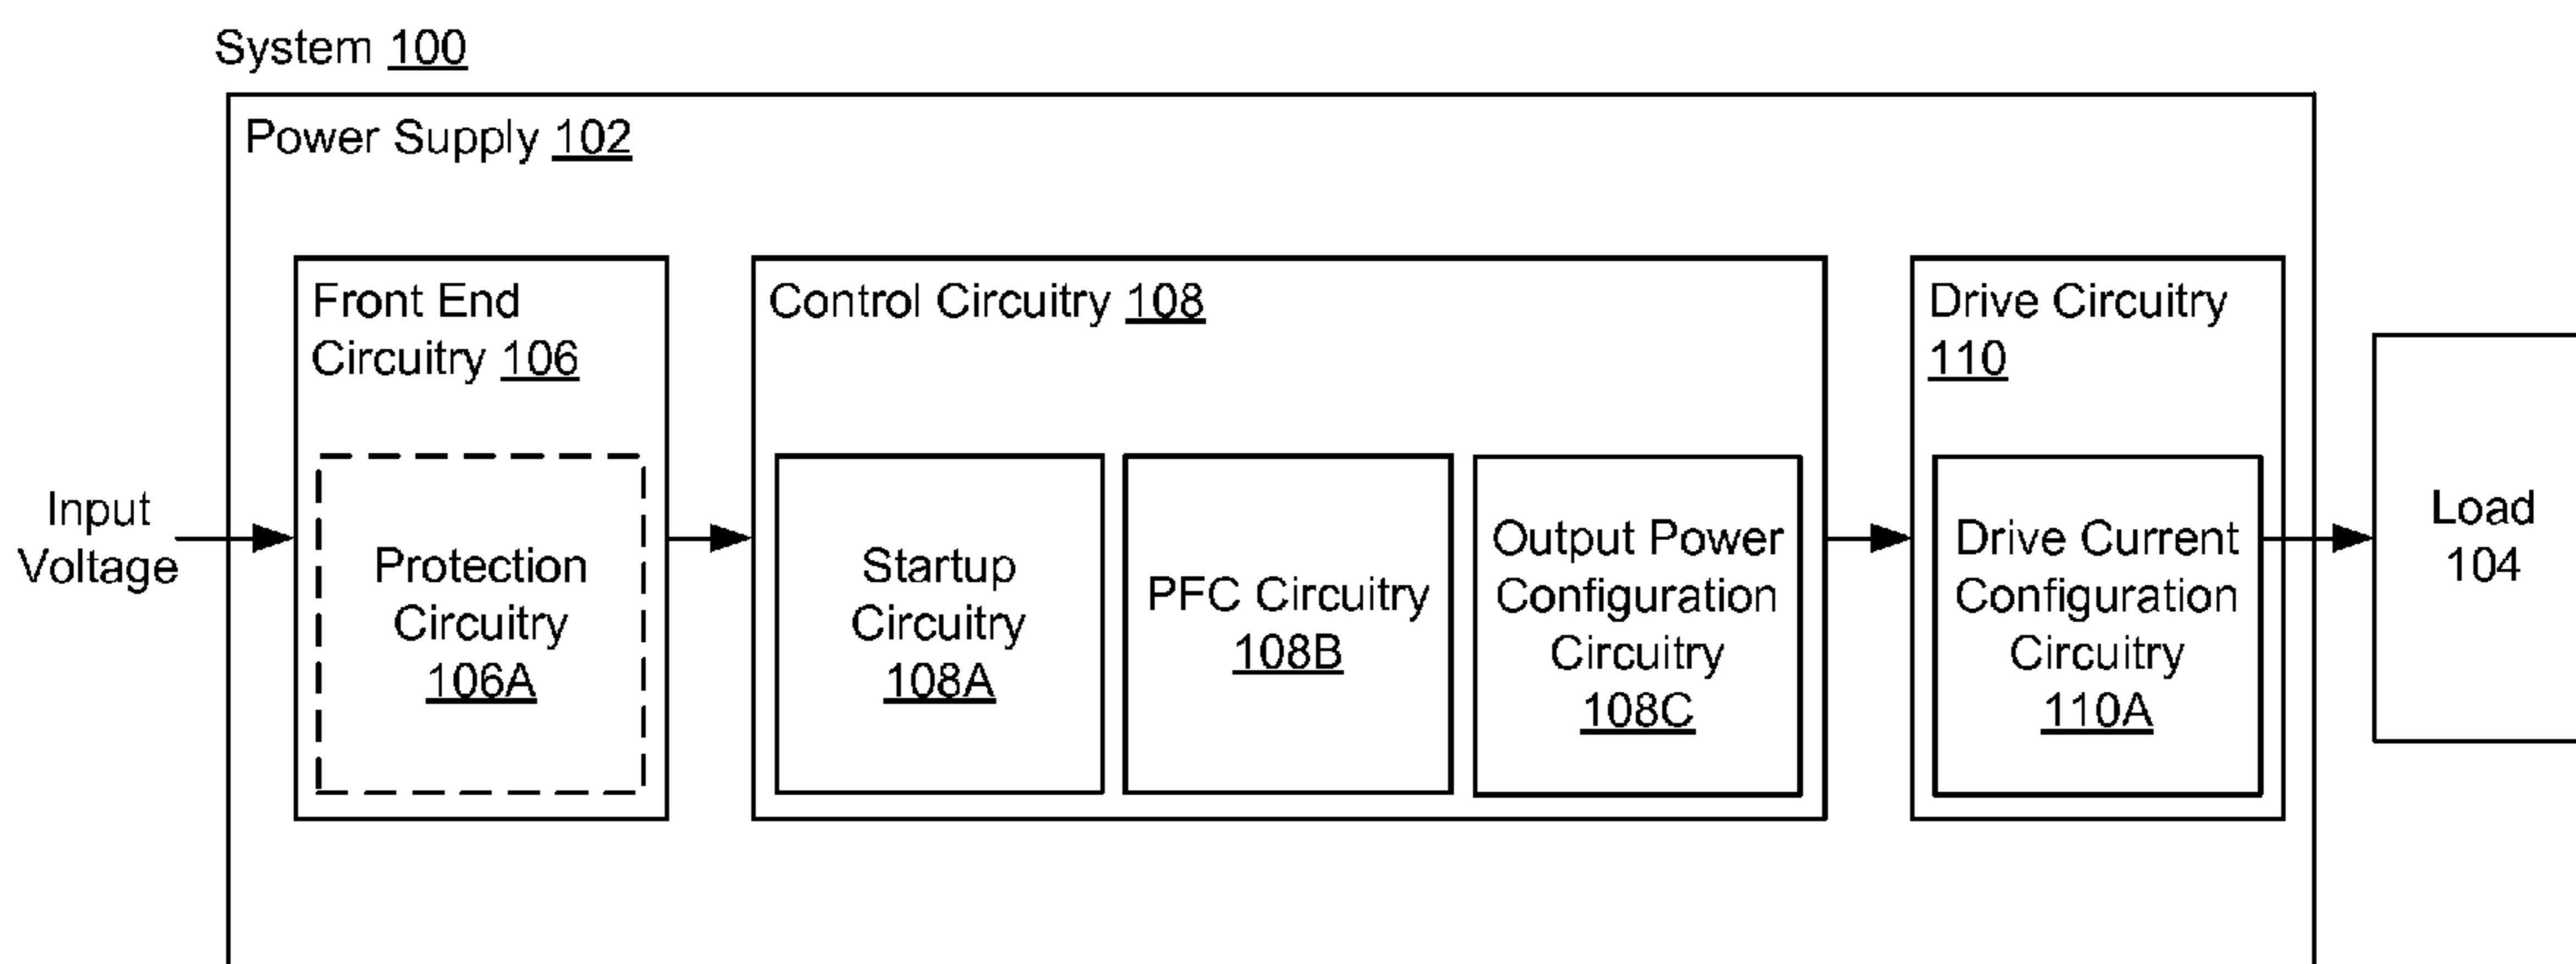 System 100
Power Supply 102
Front End
Circuitry 106
Control Circuitry 108
Drive Circuitry
110
Input
Voltage
Protection
Circuitry
106A
Startup
Circuitry
108A
PFC Circuitry
108B
Output Power
Configuration
Circuitry
108C
Drive Current
Configuration
Circuitry
110A
Load
104